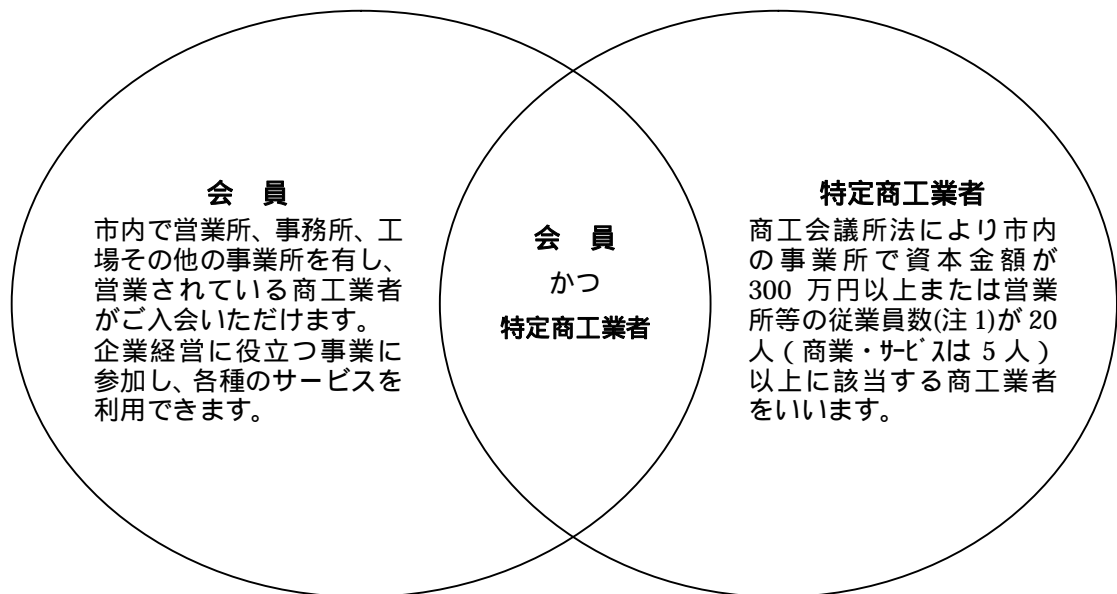 会　員
市内で営業所、事務所、工
場その他の事業所を有し、
営業されている商工業者
がご入会いただけます。
企業経営に役立つ事業に
参加し、各種のサービスを
利用できます。
会　員
かつ
特定商工業者
特定商工業者
商工会議所法により市内
の事業所で資本金額が
300 万円以上または営業
所等の従業員数(注 1)が 20
人（商業・ｻｰﾋﾞｽは 5 人）
以上に該当する商工業者
をいいます。